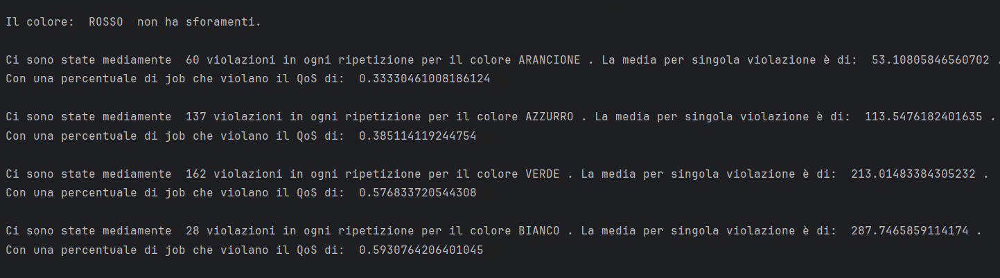 Il colore:  ROSSO  non ha sforamenti.
Ci sono state mediamente  60 violazioni in ogni ripetizione per il colore ARANCIONE . La media per singola violazione è di:  53.10805846560702 .
Con una percentuale di job che violano il QoS di:  0.33330461008186124
Ci sono state mediamente  137 violazioni in ogni ripetizione per il colore AZZURRO . La media per singola violazione è di:  113.5476182401635 .
Con una percentuale di job che violano il QoS di:  0.385114119244754
Ci sono state mediamente  162 violazioni in ogni ripetizione per il colore VERDE . La media per singola violazione è di:  213.01483384305232 .
Con una percentuale di job che violano il QoS di:  0.576833720544308
Ci sono state mediamente  28 violazioni in ogni ripetizione per il colore BIANCO . La media per singola violazione è di:  287.7465859114174 .
Con una percentuale di job che violano il QoS di:  0.5930764206401045